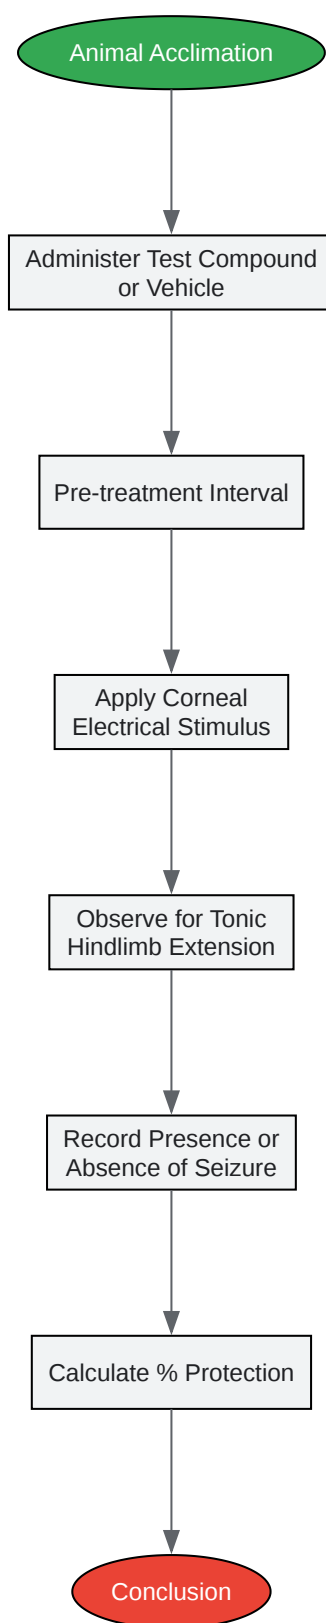 Animal Acclimation
Administer Test Compound
or Vehicle
Pre-treatment Interval
Apply Corneal
Electrical Stimulus
Observe for Tonic
Hindlimb Extension
Record Presence or
Absence of Seizure
Calculate % Protection
Conclusion